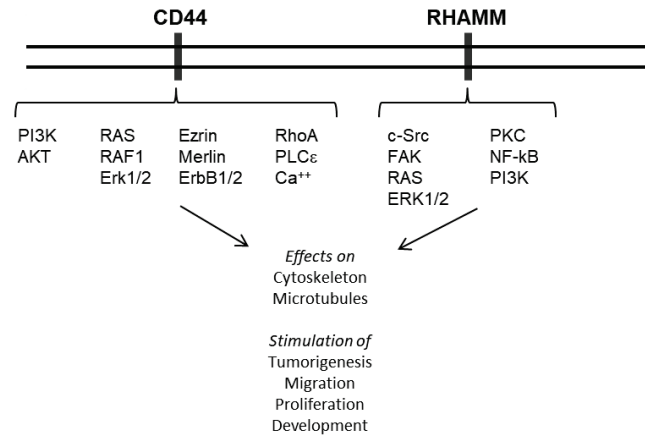 CD44
RHAMM
PI3K
AKT
RAS
RAF1
Erk1/2
Ezrin
Merlin
ErbB1/2
RhoA
PLCε
Ca⁺⁺
c-Src
FAK
RAS
ERK1/2
PKC
NF-kB
PI3K
Effects on
Cytoskeleton
Microtubules
Stimulation of
Tumorigenesis
Migration
Proliferation
Development